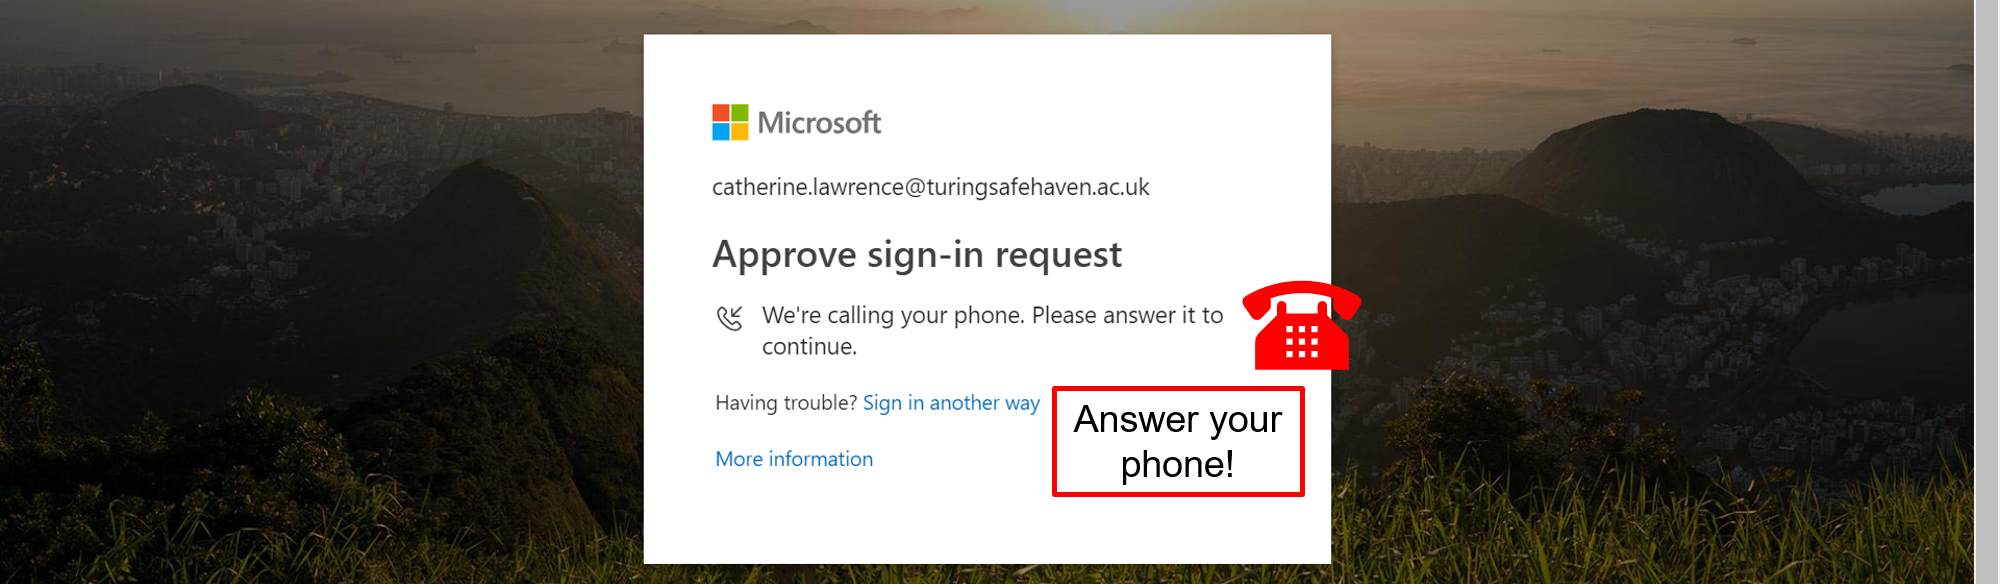 Microsoft
catherine.lawrence@turingsafehaven.ac.uk
Approve sign-in request
We're calling your phone. Please answer it to
continue.
Having trouble? Sign in another way
More information
Answer your
phone!